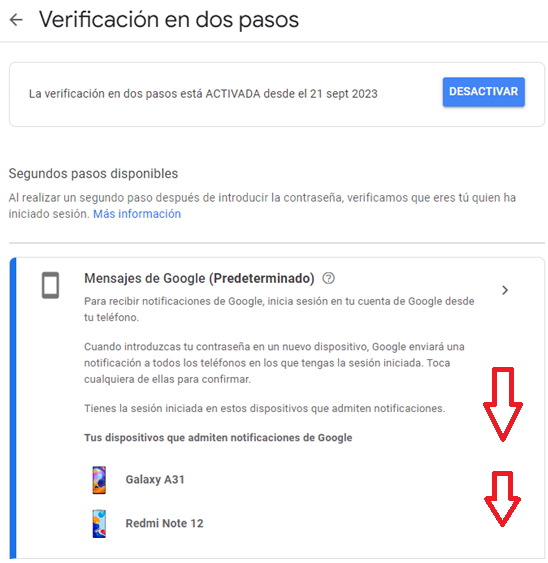 Verificación en dos pasos
La verificación en dos pasos está ACTIVADA desde el 21 sept 2023
DESACTIVAR
Segundos pasos disponibles
Al realizar un segundo paso después de introducir la contraseña, verificamos que eres tú quien ha
iniciado sesión. Más información
Mensajes de Google (Predeterminado)
Para recibir notificaciones de Google, inicia sesión en tu cuenta de Google desde
tu teléfono.
Cuando introduzcas tu contraseña en un nuevo dispositivo, Google enviará una
notificación a todos los teléfonos en los que tengas la sesión iniciada. Toca
cualquiera de ellas para confirmar.
Tienes la sesión iniciada en estos dispositivos que admiten notificaciones.
Tus dispositivos que admiten notificaciones de Google
Galaxy A31
Redmi Note 12